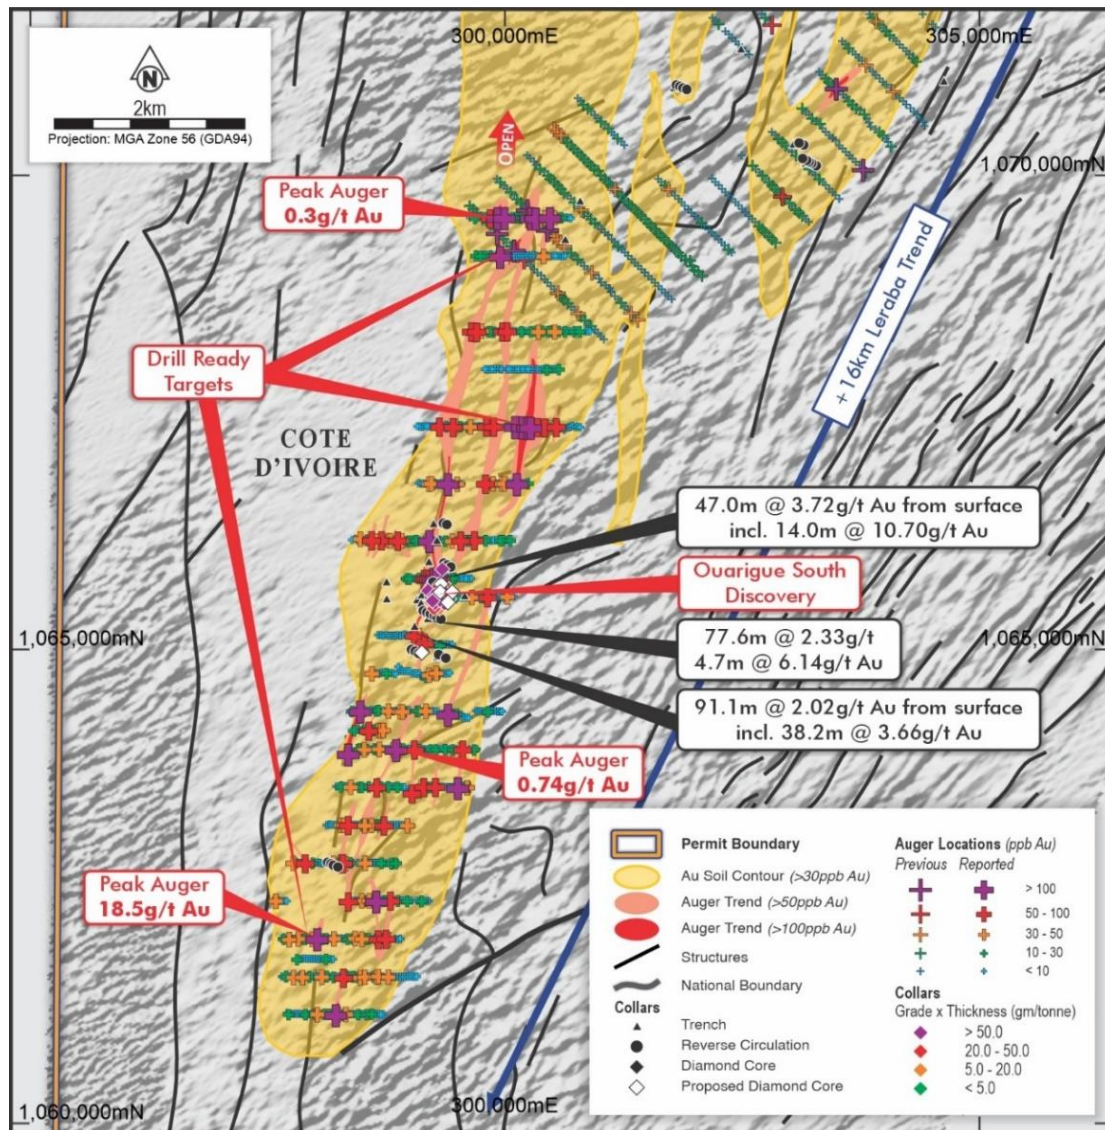 300,000mE
305,000mE
N
2km
Projection: MGA Zone 56 (GDA94)
OPEN
1,070,000mN
Peak Auger
0.3g/t Au
+16km Leraba Trend
Drill Ready
Targets
COTE
D'IVOIRE
47.0m @ 3.72g/t Au from surface
incl. 14.0m @ 10.70g/t Au
Ouarigue South
Discovery
1,065,000mN
1,065,000mN
77.6m @ 2.33g/t
4.7m @ 6.14g/t Au
91.1m @ 2.02g/t Au from surface
incl. 38.2m @ 3.66g/t Au
Peak Auger
0.74g/t Au
Peak Auger
18.5g/t Au
Permit Boundary
Au Soil Contour (>30ppb Au)
Auger Trend (>50ppb Au)
Auger Trend (>100ppb Au)
Structures
National Boundary
Collars
Trench
Reverse Circulation
Diamond Core
Proposed Diamond Core
Auger Locations (ppb Au)
Previous Reported
> 100
50 - 100
30 - 50
10 - 30
< 10
Collars
Grade x Thickness (gm/tonne)
> 50.0
20.0 - 50.0
5.0 - 20.0
< 5.0
1,060,000mN
300,000mE